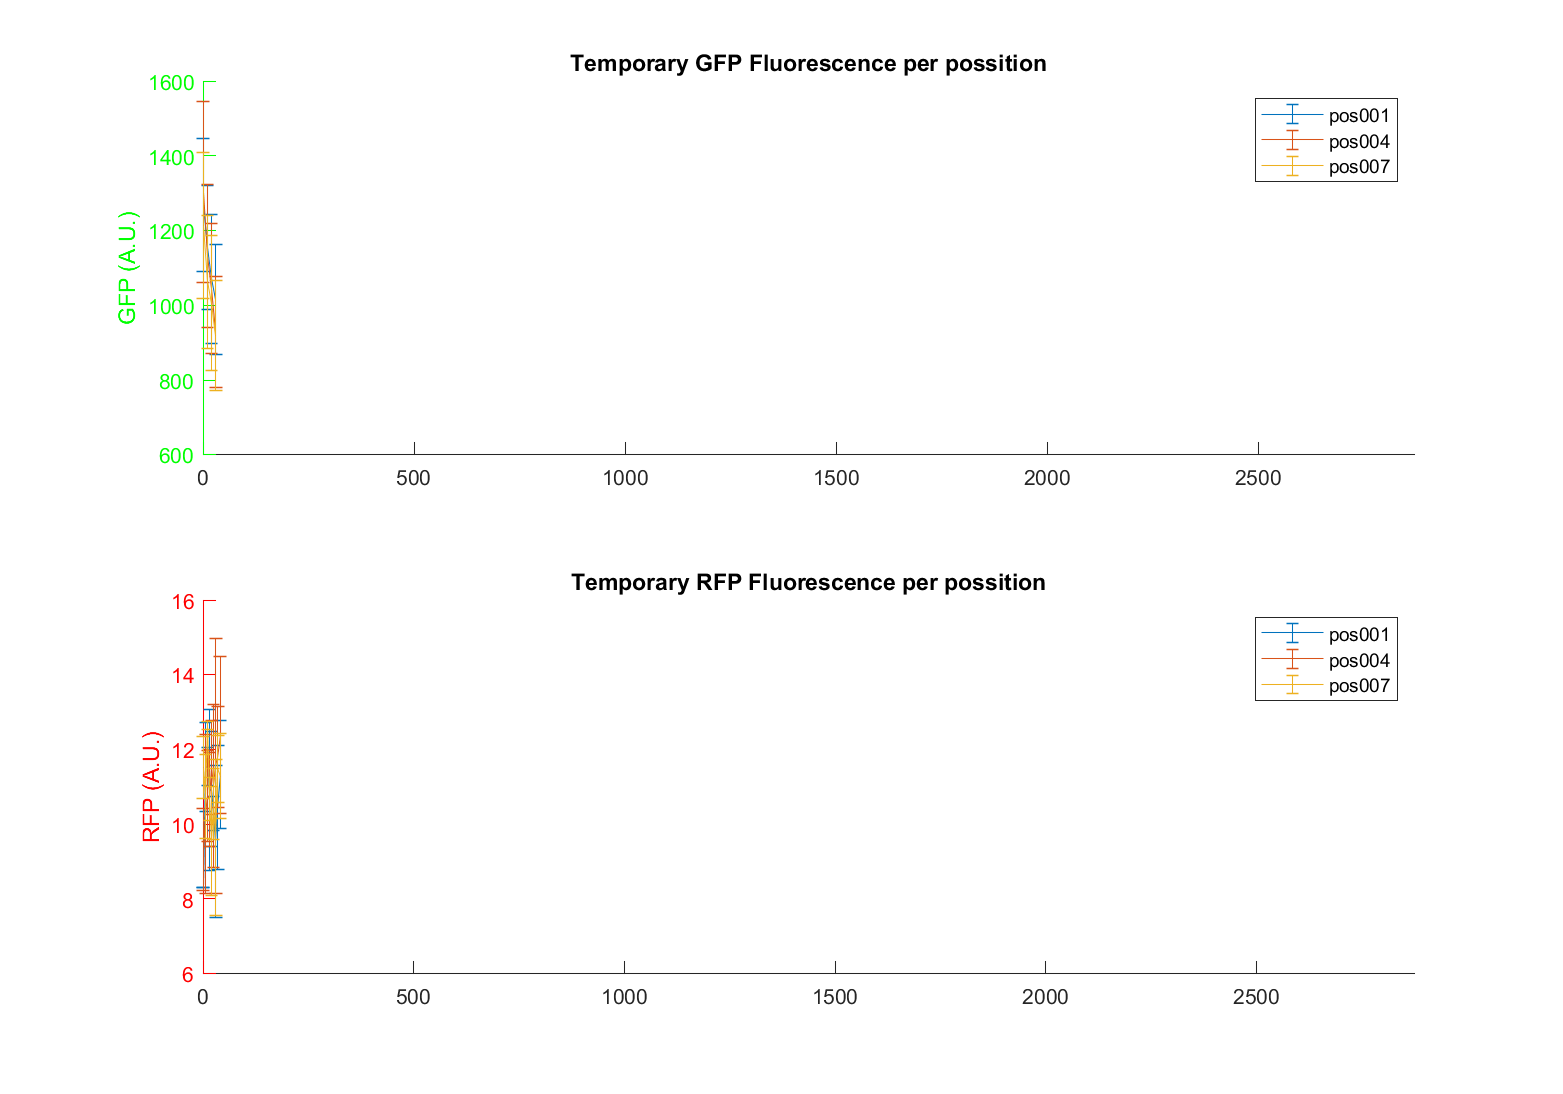 Temporary GFP Fluorescence per possition
1600
1400
1200
1000
800
600
GFP (A.U.)
pos001
pos004
pos007
0 500 1000 1500 2000 2500
Temporary RFP Fluorescence per possition
16
14
12
10
8
6
RFP (A.U.)
pos001
pos004
pos007
0 500 1000 1500 2000 2500